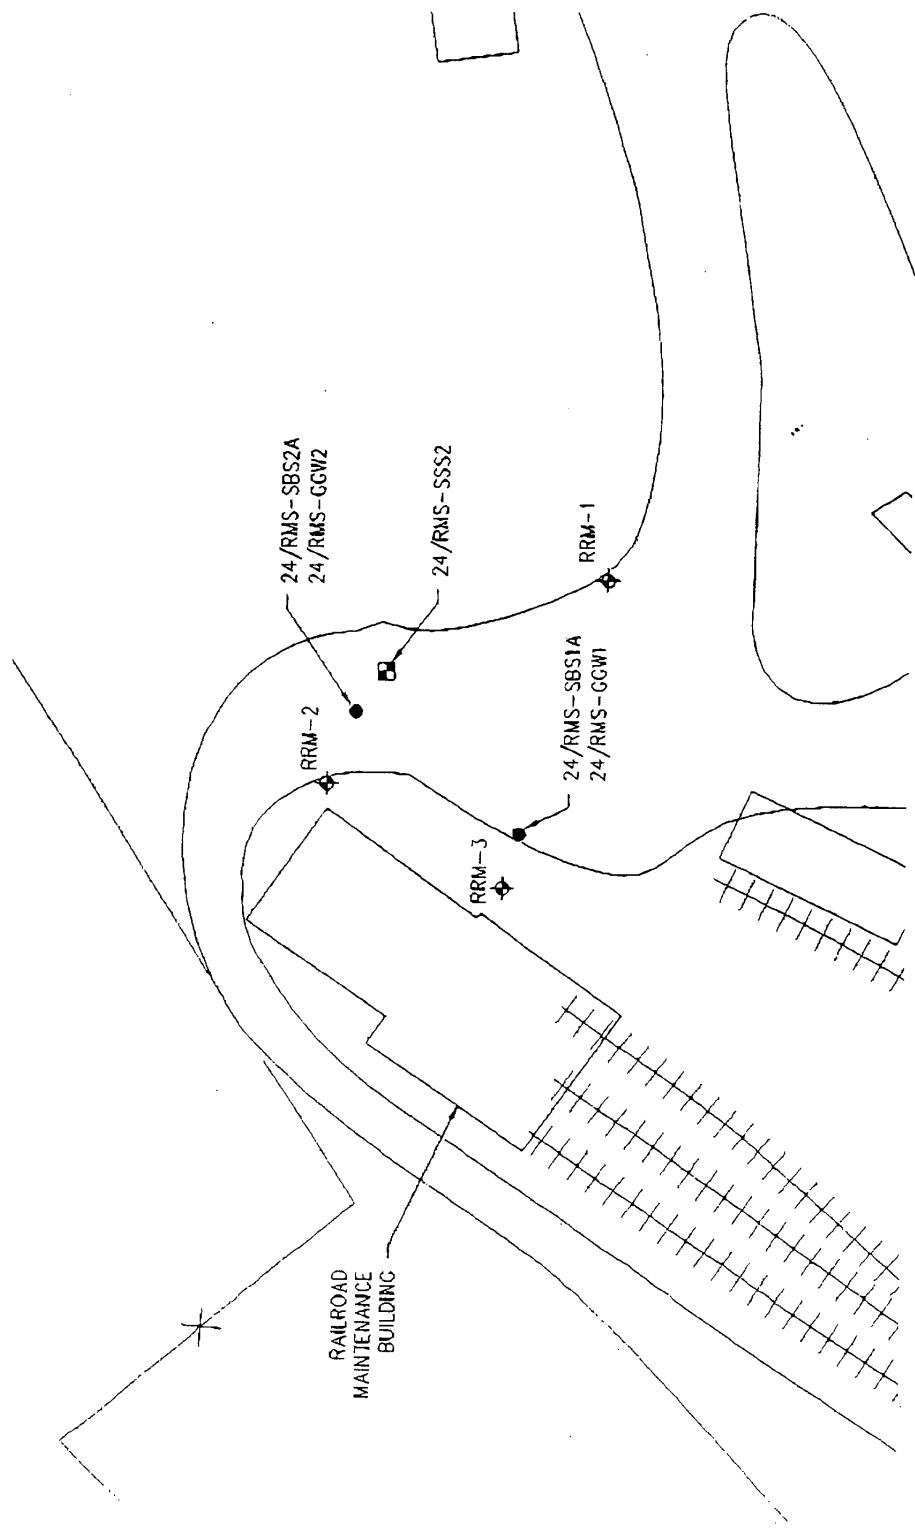 24/RMS-SBS2A
24/RMS-GGW2
24/RMS-SSS2
RRM-1
RRM-2
24/RMS-SBS1A
24/RMS-GGW1
RRM-3
RAILROAD
MAINTENANCE
BUILDING